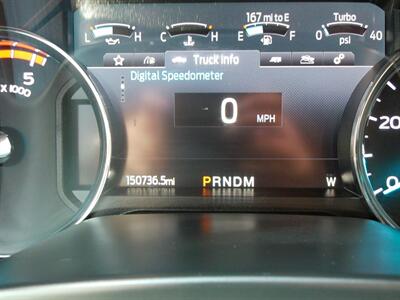 167 mi to E Turbo
L H C H E F 0 psi 40
Truck Info
Digital Speedometer
5
x 1000
0 MPH
20
0
150736.5mi PRNDM W